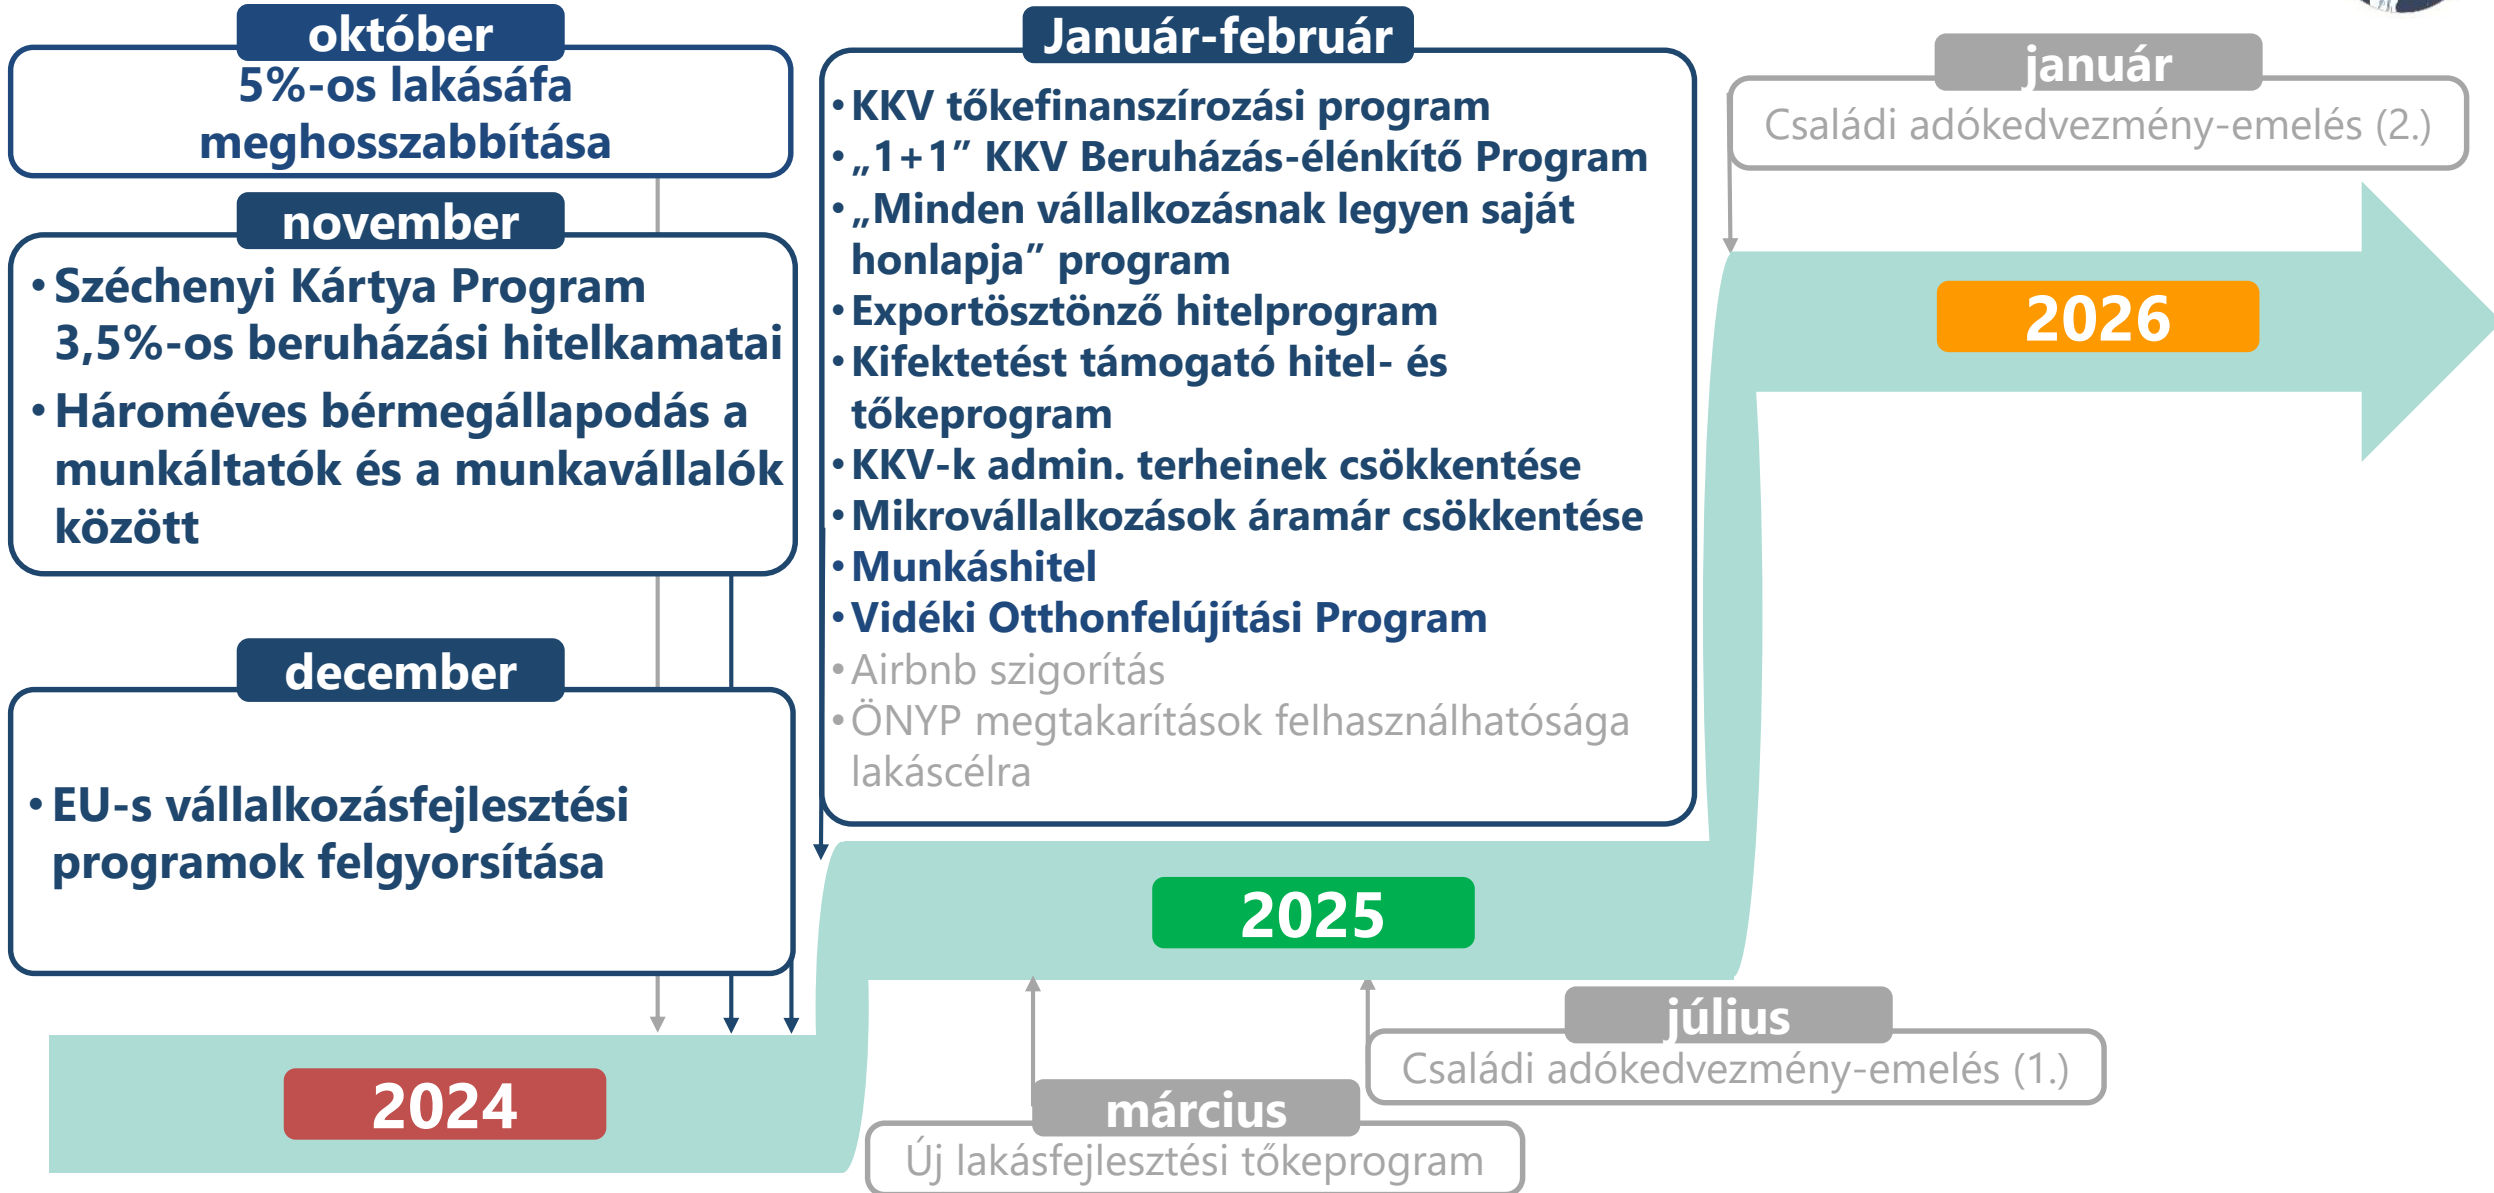 október
5%-os lakásáfa
meghosszabbítása
november
•Széchenyi Kártya Program
3,5%-os beruházási hitelkamatai
•Hároméves bérmegállapodás a
munkáltatók és a munkavállalók
között
december
•EU-s vállalkozásfejlesztési
programok felgyorsítása
2024
Január-február
•KKV tőkefinanszírozási program
•„1+1” KKV Beruházás-élénkítő Program
•„Minden vállalkozásnak legyen saját
honlapja” program
•Exportösztönző hitelprogram
•Kifektetést támogató hitel- és
tőkeprogram
•KKV-k admin. terheinek csökkentése
•Mikrovállalkozások áramár csökkentése
•Munkáshitel
•Vidéki Otthonfelújítási Program
•Airbnb szigorítás
•ÖNYP megtakarítások felhasználhatósága
lakáscélra
2025
március
Új lakásfejlesztési tőkeprogram
július
Családi adókedvezmény-emelés (1.)
január
Családi adókedvezmény-emelés (2.)
2026